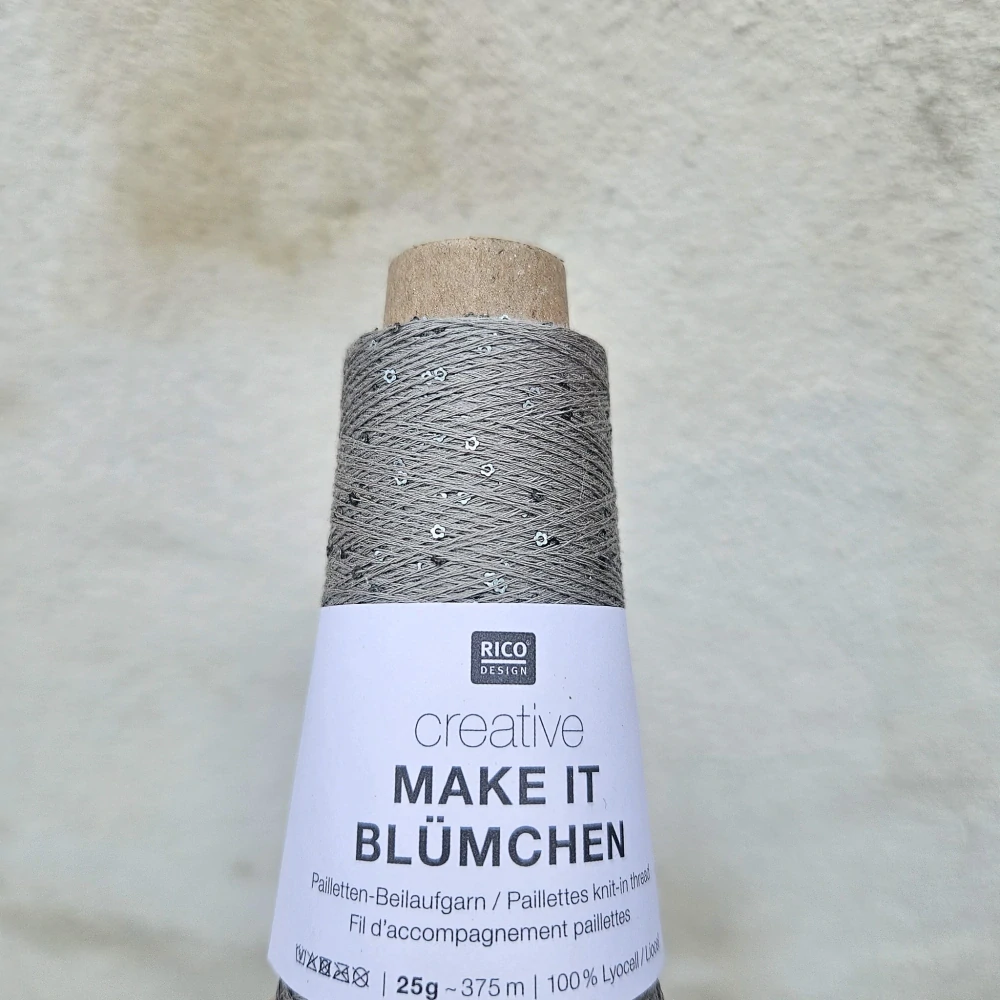 RICO
DESIGN
creative
MAKE IT
BLÜMCHEN
Pailletten-Beilaufgarn / Paillettes knit-in thread
Fil d'accompagnement paillettes
25g ~ 375 m | 100 % Lyocell /